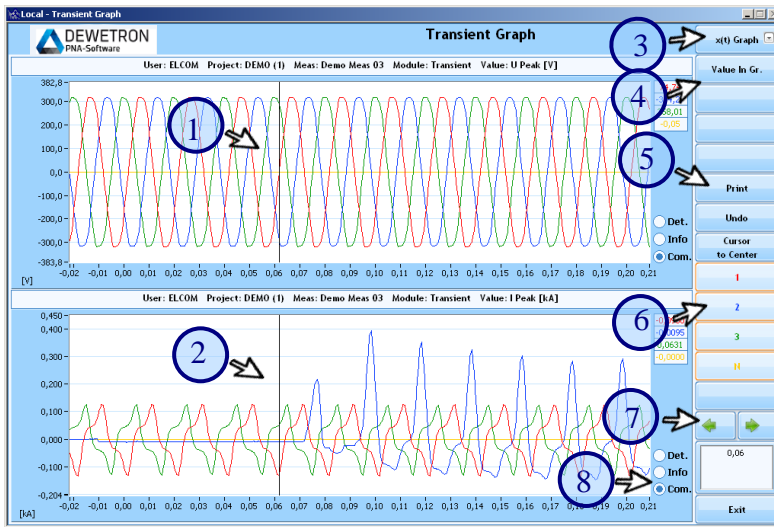 Local - Transient Graph
DEWETRON
PNA-Software
Transient Graph
3
x(t) Graph
User: ELCOM Project: DEMO (1) Meas: Demo Meas 03 Module: Transient Value: U Peak [V]
4
Value In Gr.
382,8
300,0
200,0
100,0
0,0
-100,0
-200,0
-300,0
-383,8
1
-0,05
5
Print
Undo
Cursor
to Center
Det.
Info
Com.
-0,02 -0,01 0,00 0,01 0,01 0,02 0,03 0,04 0,05 0,06 0,06 0,07 0,08 0,09 0,10 0,11 0,12 0,13 0,13 0,14 0,15 0,16 0,17 0,18 0,19 0,20 0,21
[V]
1
2
3
N
User: ELCOM Project: DEMO (1) Meas: Demo Meas 03 Module: Transient Value: I Peak [kA]
6
0,450
0,400
0,300
0,200
0,100
0,000
-0,100
-0,204
2
-0,0000
7
Det.
Info
Com.
8
0,06
-0,02 -0,01 0,00 0,01 0,01 0,02 0,03 0,04 0,05 0,06 0,06 0,07 0,08 0,09 0,10 0,11 0,12 0,13 0,13 0,14 0,15 0,16 0,17 0,18 0,19 0,20 0,21
[kA]
Exit